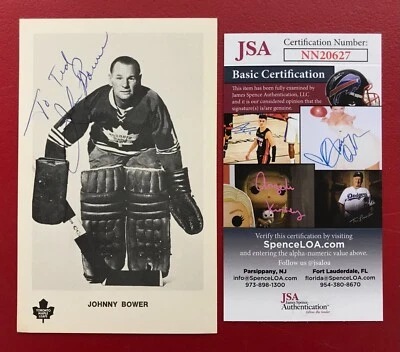 To Ted
Johnny Bower
JOHNNY BOWER
JSA Certification Number:
NN20627
Basic Certification
This item has been fully examined by
James Spence Authentication, LLC
and it is our considered opinion that the
signature(s) is/are genuine.
Verify this certification by visiting
SpenceLOA.com
and entering the alpha-numeric value above.
Follow us @jsaloa
Parsippany, NJ
info@SpenceLOA.com
973-898-1300
Fort Lauderdale, FL
florida@SpenceLOA.com
954-380-8670
JSA
Authentication